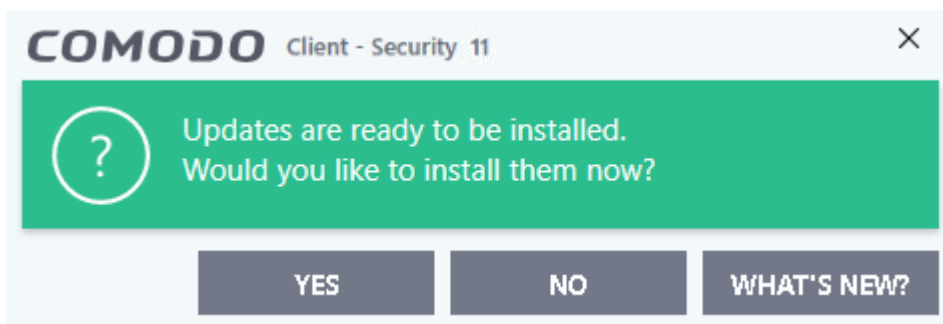 COMODO Client - Security 11
?
Updates are ready to be installed.
Would you like to install them now?
YES NO WHAT'S NEW?